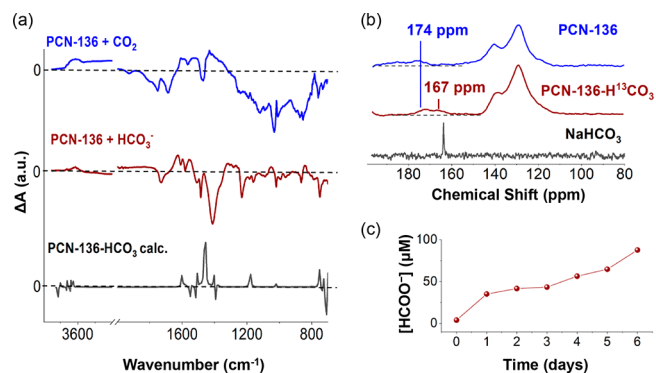 (a)
PCN-136 + CO₂
0
PCN-136 + HCO₃⁻
0
PCN-136-HCO₃ calc.
0
ΔA (a.u.)
3600 1600 1200 800
Wavenumber (cm⁻¹)
(b)
174 ppm
PCN-136
167 ppm
PCN-136-H¹³CO₃
NaHCO₃
180 160 140 120 100 80
Chemical Shift (ppm)
(c)
100
50
0
[HCOO⁻] (µM)
0 1 2 3 4 5 6
Time (days)